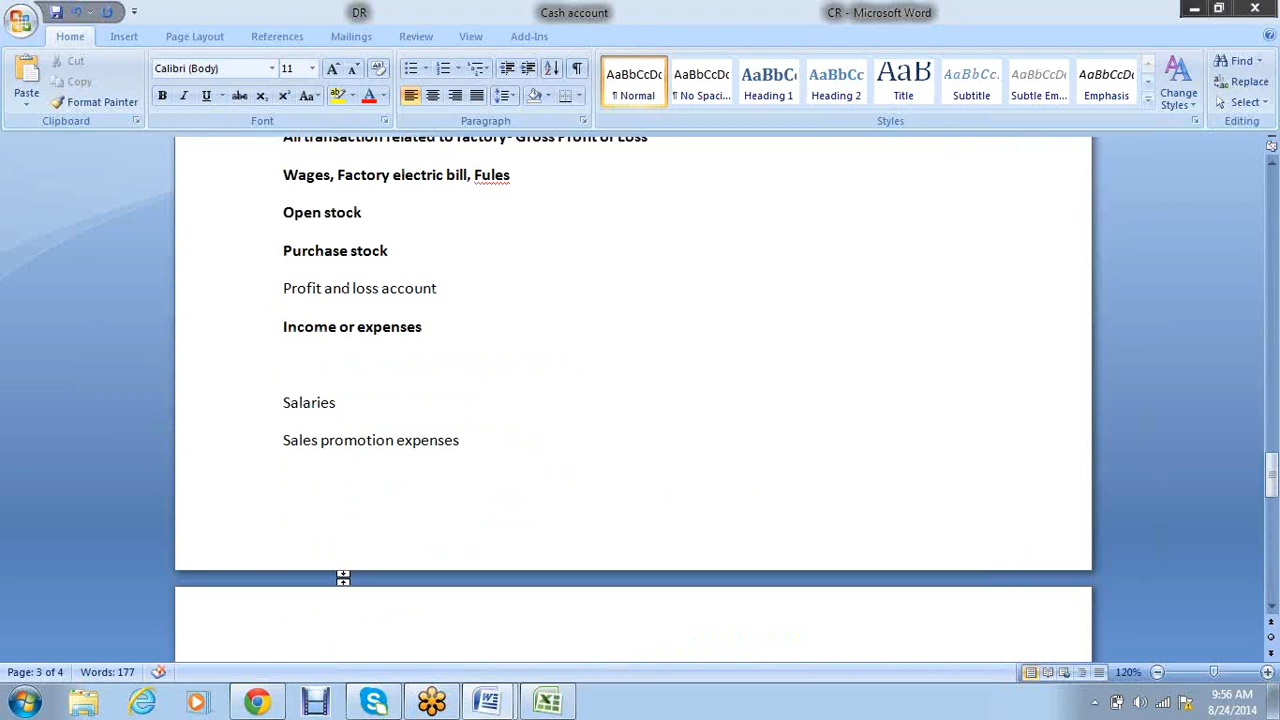 DR Cash account CR - Microsoft Word
Home Insert Page Layout References Mailings Review View Add-Ins
Paste
Cut
Copy
Format Painter
Clipboard
Calibri (Body) 11
Font
Paragraph
AaBbCcDc AaBbCcDc AaBbC AaBbCc AaB AaBbCc. AaBbCcDc AaBbCcDc
¶ Normal ¶ No Spaci... Heading 1 Heading 2 Title Subtitle Subtle Em... Emphasis
Change
Styles
Styles
Find
Replace
Select
Editing
All transaction related to factory- Gross Profit or Loss
Wages, Factory electric bill, Fules
Open stock
Purchase stock
Profit and loss account
Income or expenses
Salaries
Sales promotion expenses
Page: 3 of 4 Words: 177
120%
9:56 AM
8/24/2014